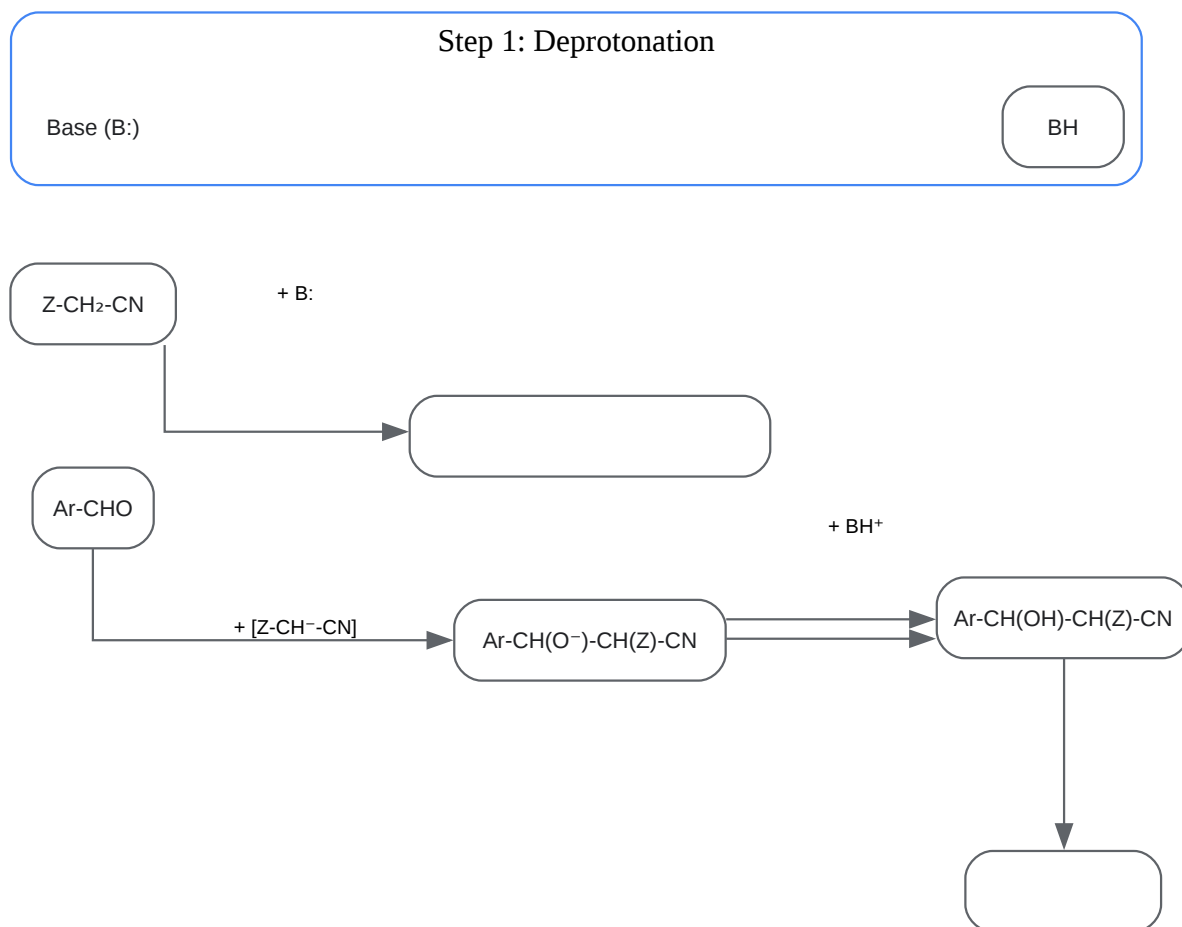 Step 1: Deprotonation
Base (B:)
BH
Z-CH₂-CN
+ B:
Ar-CHO
+ BH⁺
+ [Z-CH⁻-CN]
Ar-CH(O⁻)-CH(Z)-CN
Ar-CH(OH)-CH(Z)-CN